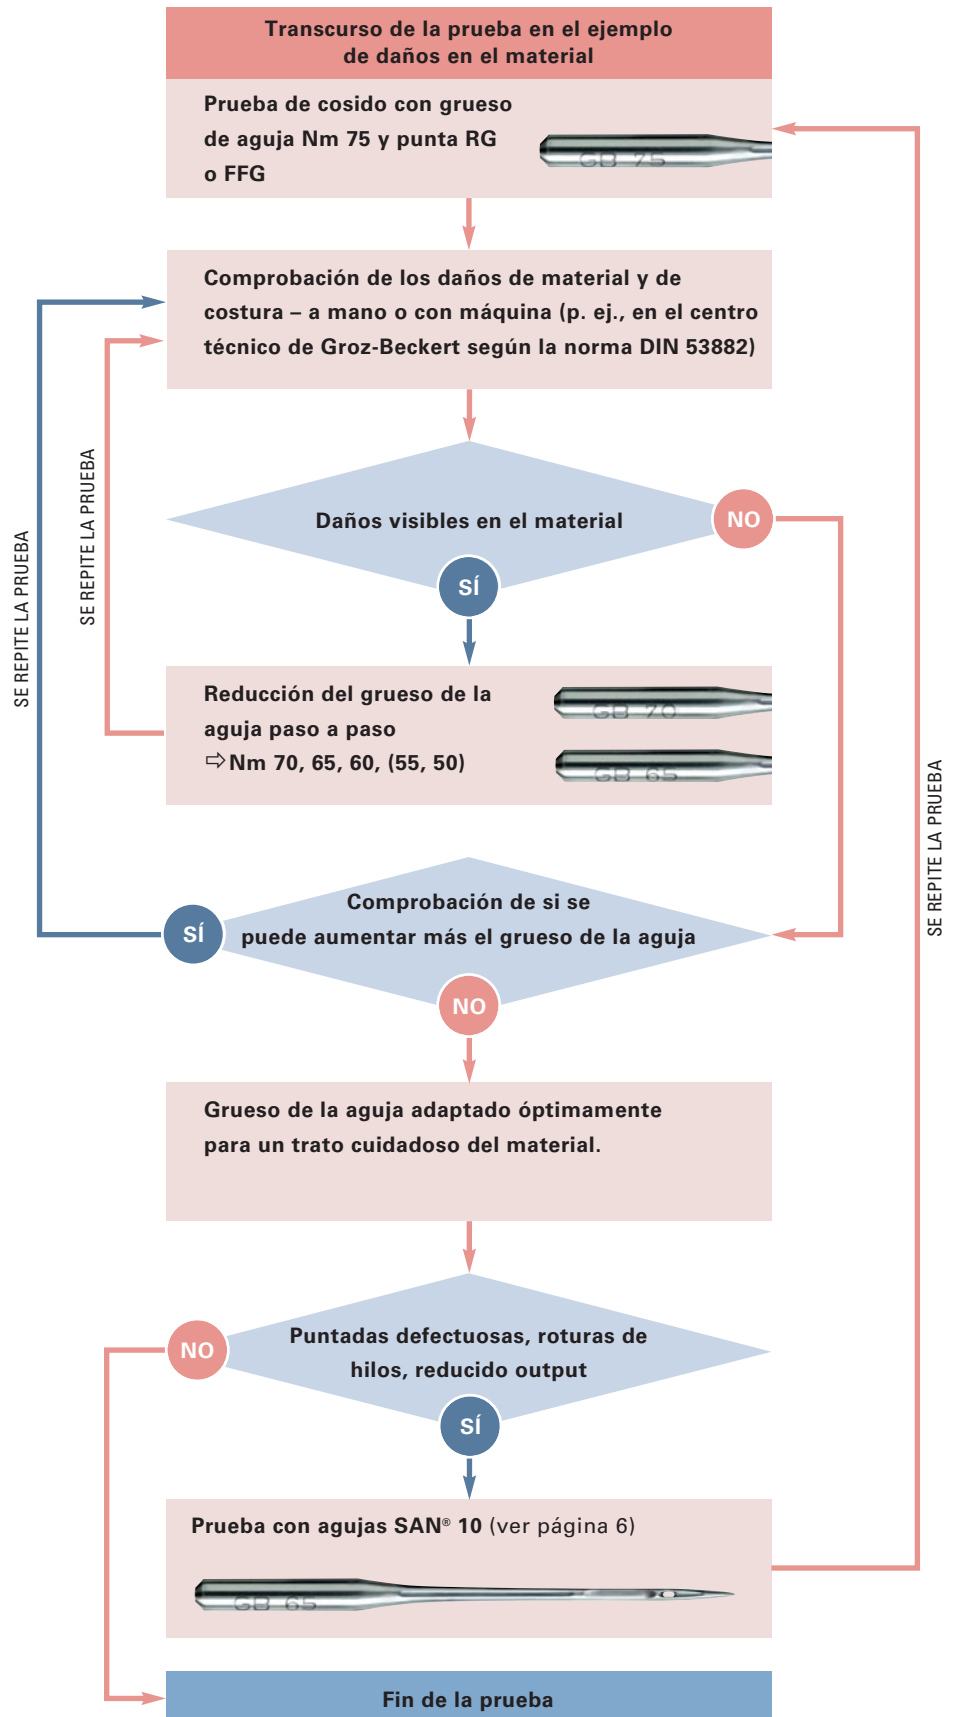 Transcurso de la prueba en el ejemplo
de daños en el material
Prueba de cosido con grueso
de aguja Nm 75 y punta RG
o FFG
GB 75
Comprobación de los daños de material y de
costura – a mano o con máquina (p. ej., en el centro
técnico de Groz-Beckert según la norma DIN 53882)
SE REPITE LA PRUEBA
SE REPITE LA PRUEBA
Daños visibles en el material
NO
SÍ
Reducción del grueso de la
aguja paso a paso
⇨ Nm 70, 65, 60, (55, 50)
GB 70
GB 65
SE REPITE LA PRUEBA
Comprobación de si se
puede aumentar más el grueso de la aguja
SÍ
NO
Grueso de la aguja adaptado óptimamente
para un trato cuidadoso del material.
Puntadas defectuosas, roturas de
hilos, reducido output
NO
SÍ
Prueba con agujas SAN® 10 (ver página 6)
GB 65
Fin de la prueba